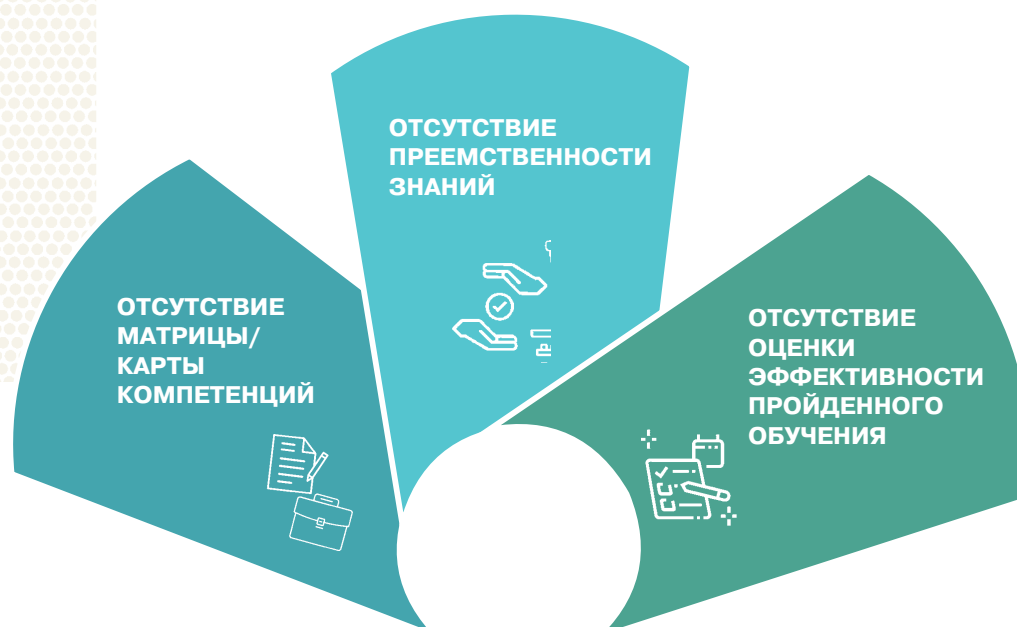 ОТСУТСТВИЕ
ПРЕЕМСТВЕННОСТИ
ЗНАНИЙ
ОТСУТСТВИЕ
МАТРИЦЫ/
КАРТЫ
КОМПЕТЕНЦИЙ
ОТСУТСТВИЕ
ОЦЕНКИ
ЭФФЕКТИВНОСТИ
ПРОЙДЕННОГО
ОБУЧЕНИЯ